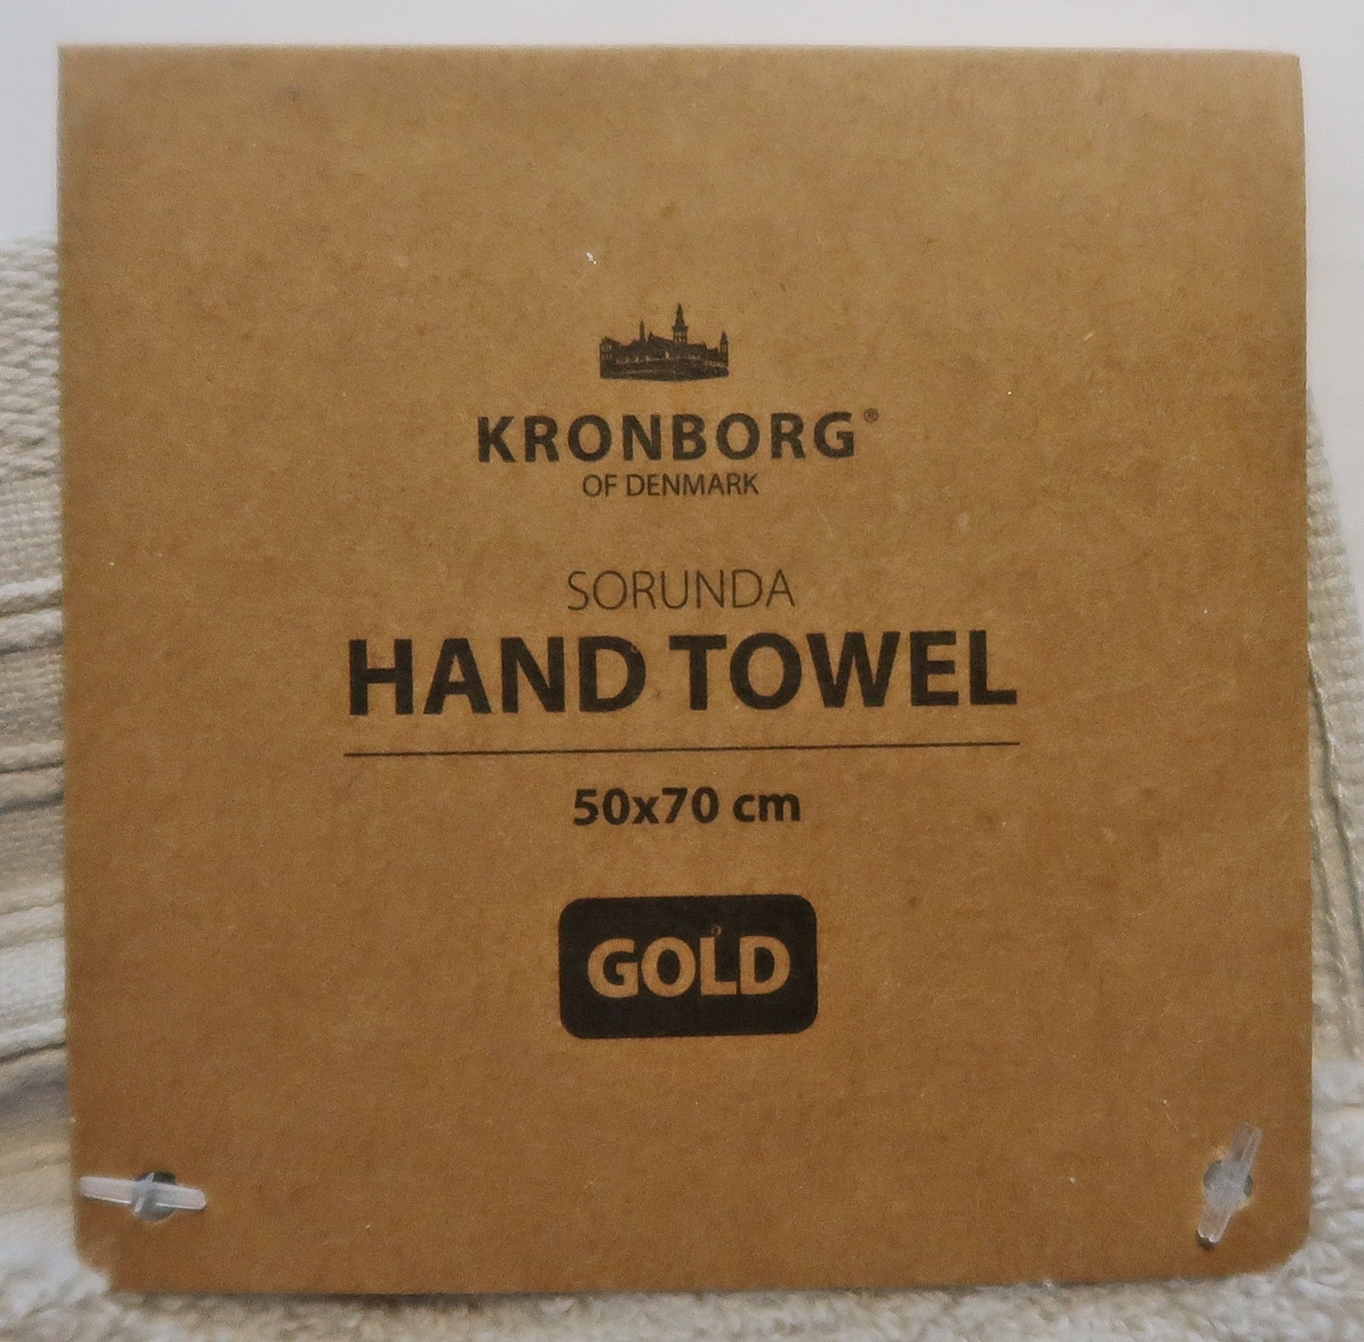 KRONBORG®
OF DENMARK
SORUNDA
HAND TOWEL
50x70 cm
GOLD